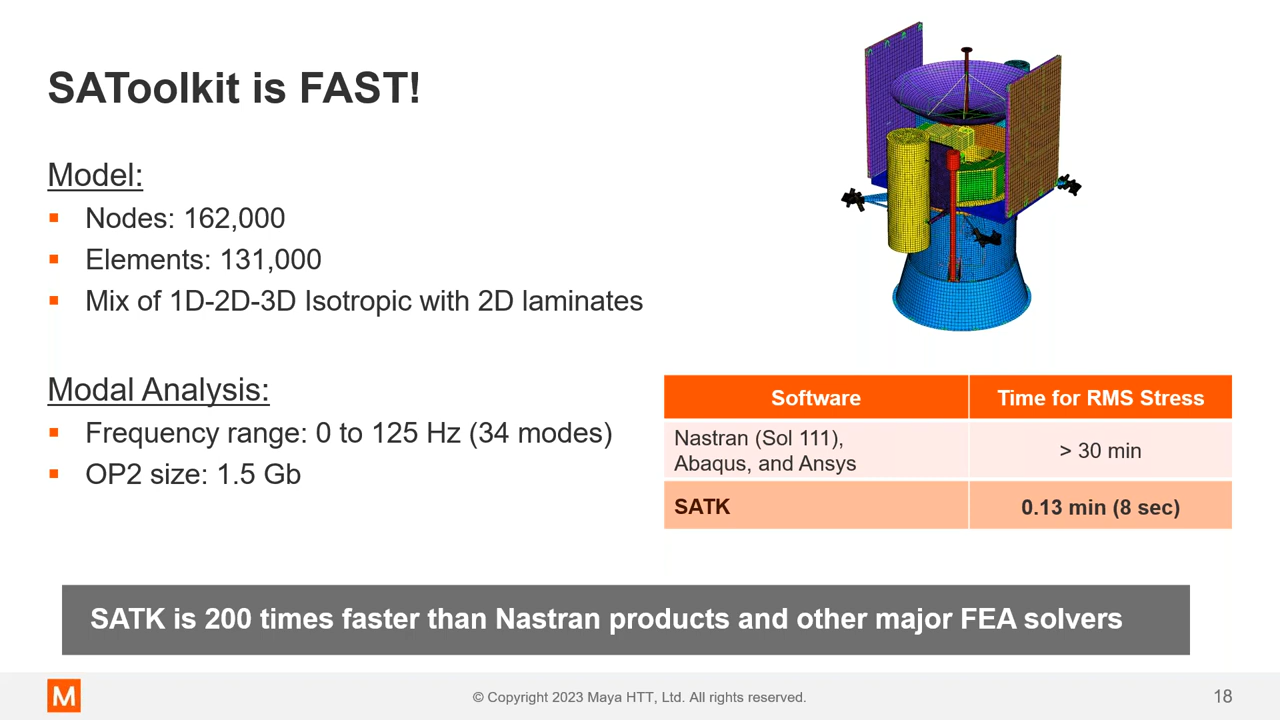 SAToolkit is FAST!
Model:
Nodes: 162,000
Elements: 131,000
Mix of 1D-2D-3D Isotropic with 2D laminates
Modal Analysis:
Frequency range: 0 to 125 Hz (34 modes)
OP2 size: 1.5 Gb
Software
Time for RMS Stress
Nastran (Sol 111),
Abaqus, and Ansys
> 30 min
SATK
0.13 min (8 sec)
SATK is 200 times faster than Nastran products and other major FEA solvers
M
© Copyright 2023 Maya HTT, Ltd. All rights reserved.
18